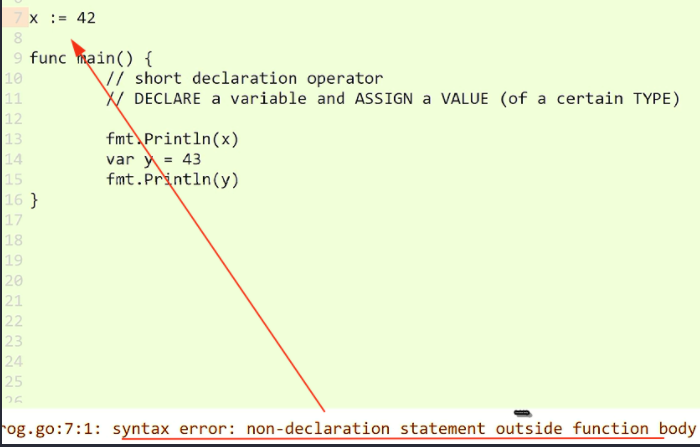 7 x := 42
8
9 func main() {
10 // short declaration operator
11 // DECLARE a variable and ASSIGN a VALUE (of a certain TYPE)
12
13 fmt.Println(x)
14 var y = 43
15 fmt.Println(y)
16 }
17
18
19
20
21
22
23
24
25
26
rog.go:7:1: syntax error: non-declaration statement outside function body